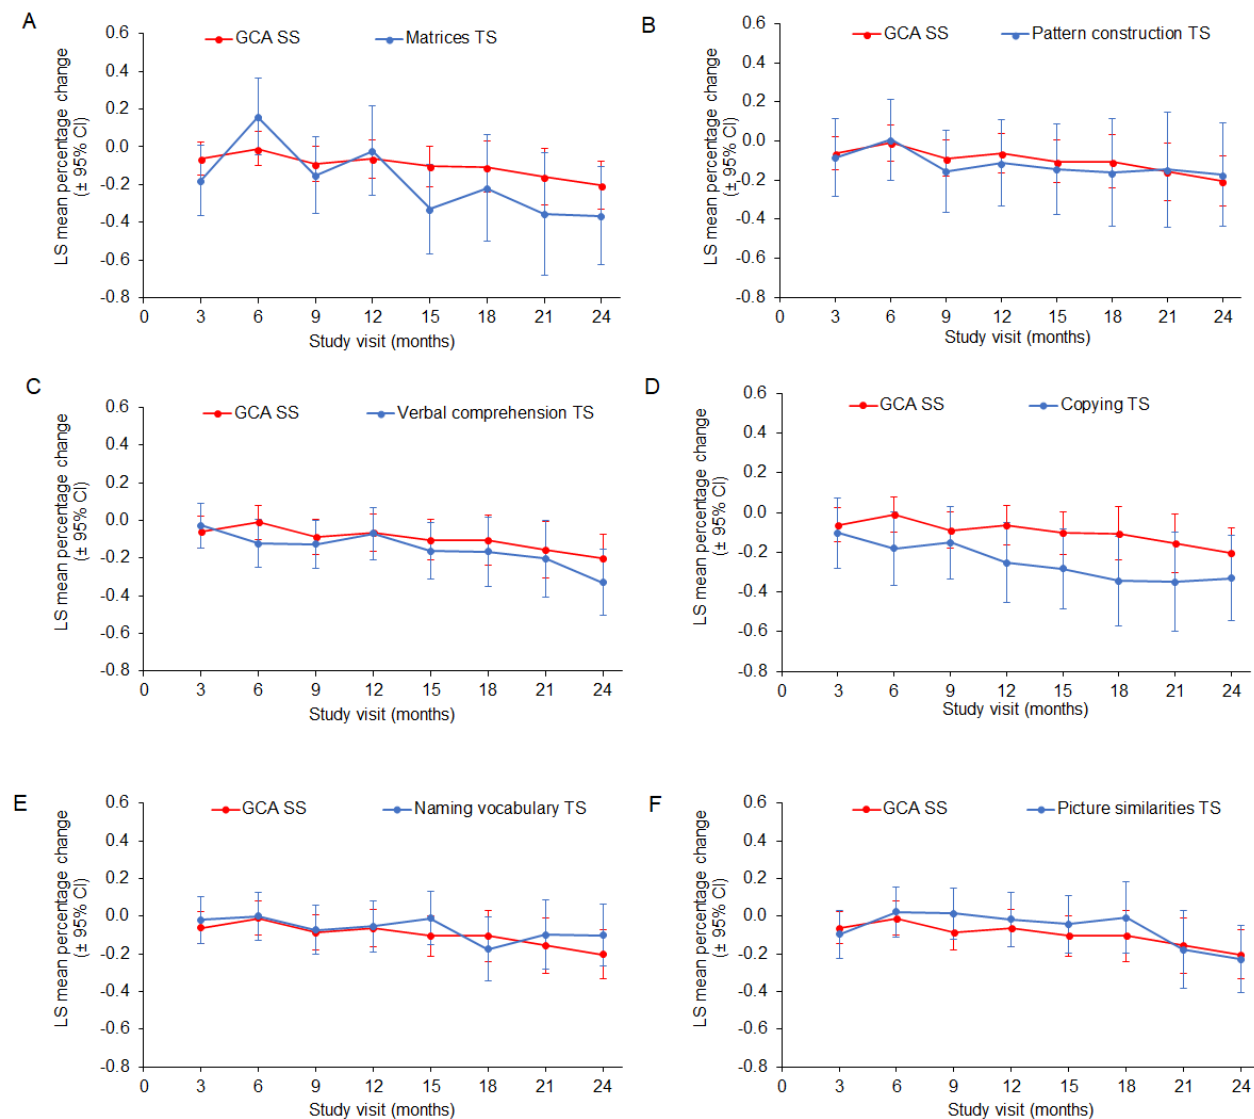 A
GCA SS Matrices TS
LS mean percentage change
(± 95% CI)
0.6
0.4
0.2
0.0
-0.2
-0.4
-0.6
-0.8
0 3 6 9 12 15 18 21 24
Study visit (months)
B
GCA SS Pattern construction TS
LS mean percentage change
(± 95% CI)
0.6
0.4
0.2
0.0
-0.2
-0.4
-0.6
-0.8
0 3 6 9 12 15 18 21 24
Study visit (months)
C
GCA SS Verbal comprehension TS
LS mean percentage change
(± 95% CI)
0.6
0.4
0.2
0.0
-0.2
-0.4
-0.6
-0.8
0 3 6 9 12 15 18 21 24
Study visit (months)
D
GCA SS Copying TS
LS mean percentage change
(± 95% CI)
0.6
0.4
0.2
0.0
-0.2
-0.4
-0.6
-0.8
0 3 6 9 12 15 18 21 24
Study visit (months)
E
GCA SS Naming vocabulary TS
LS mean percentage change
(± 95% CI)
0.6
0.4
0.2
0.0
-0.2
-0.4
-0.6
-0.8
0 3 6 9 12 15 18 21 24
Study visit (months)
F
GCA SS Picture similarities TS
LS mean percentage change
(± 95% CI)
0.6
0.4
0.2
0.0
-0.2
-0.4
-0.6
-0.8
0 3 6 9 12 15 18 21 24
Study visit (months)